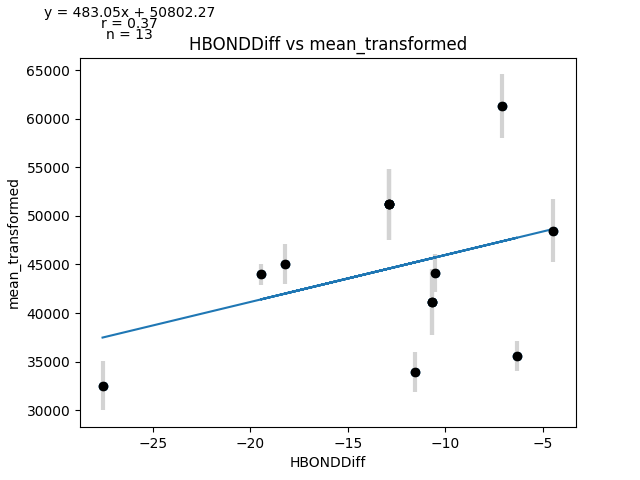 y = 483.05x + 50802.27
r = 0.37
n = 13
HBONDDiff vs mean_transformed
65000
60000
55000
50000
45000
40000
35000
30000
mean_transformed
−25
−20
−15
−10
−5
HBONDDiff